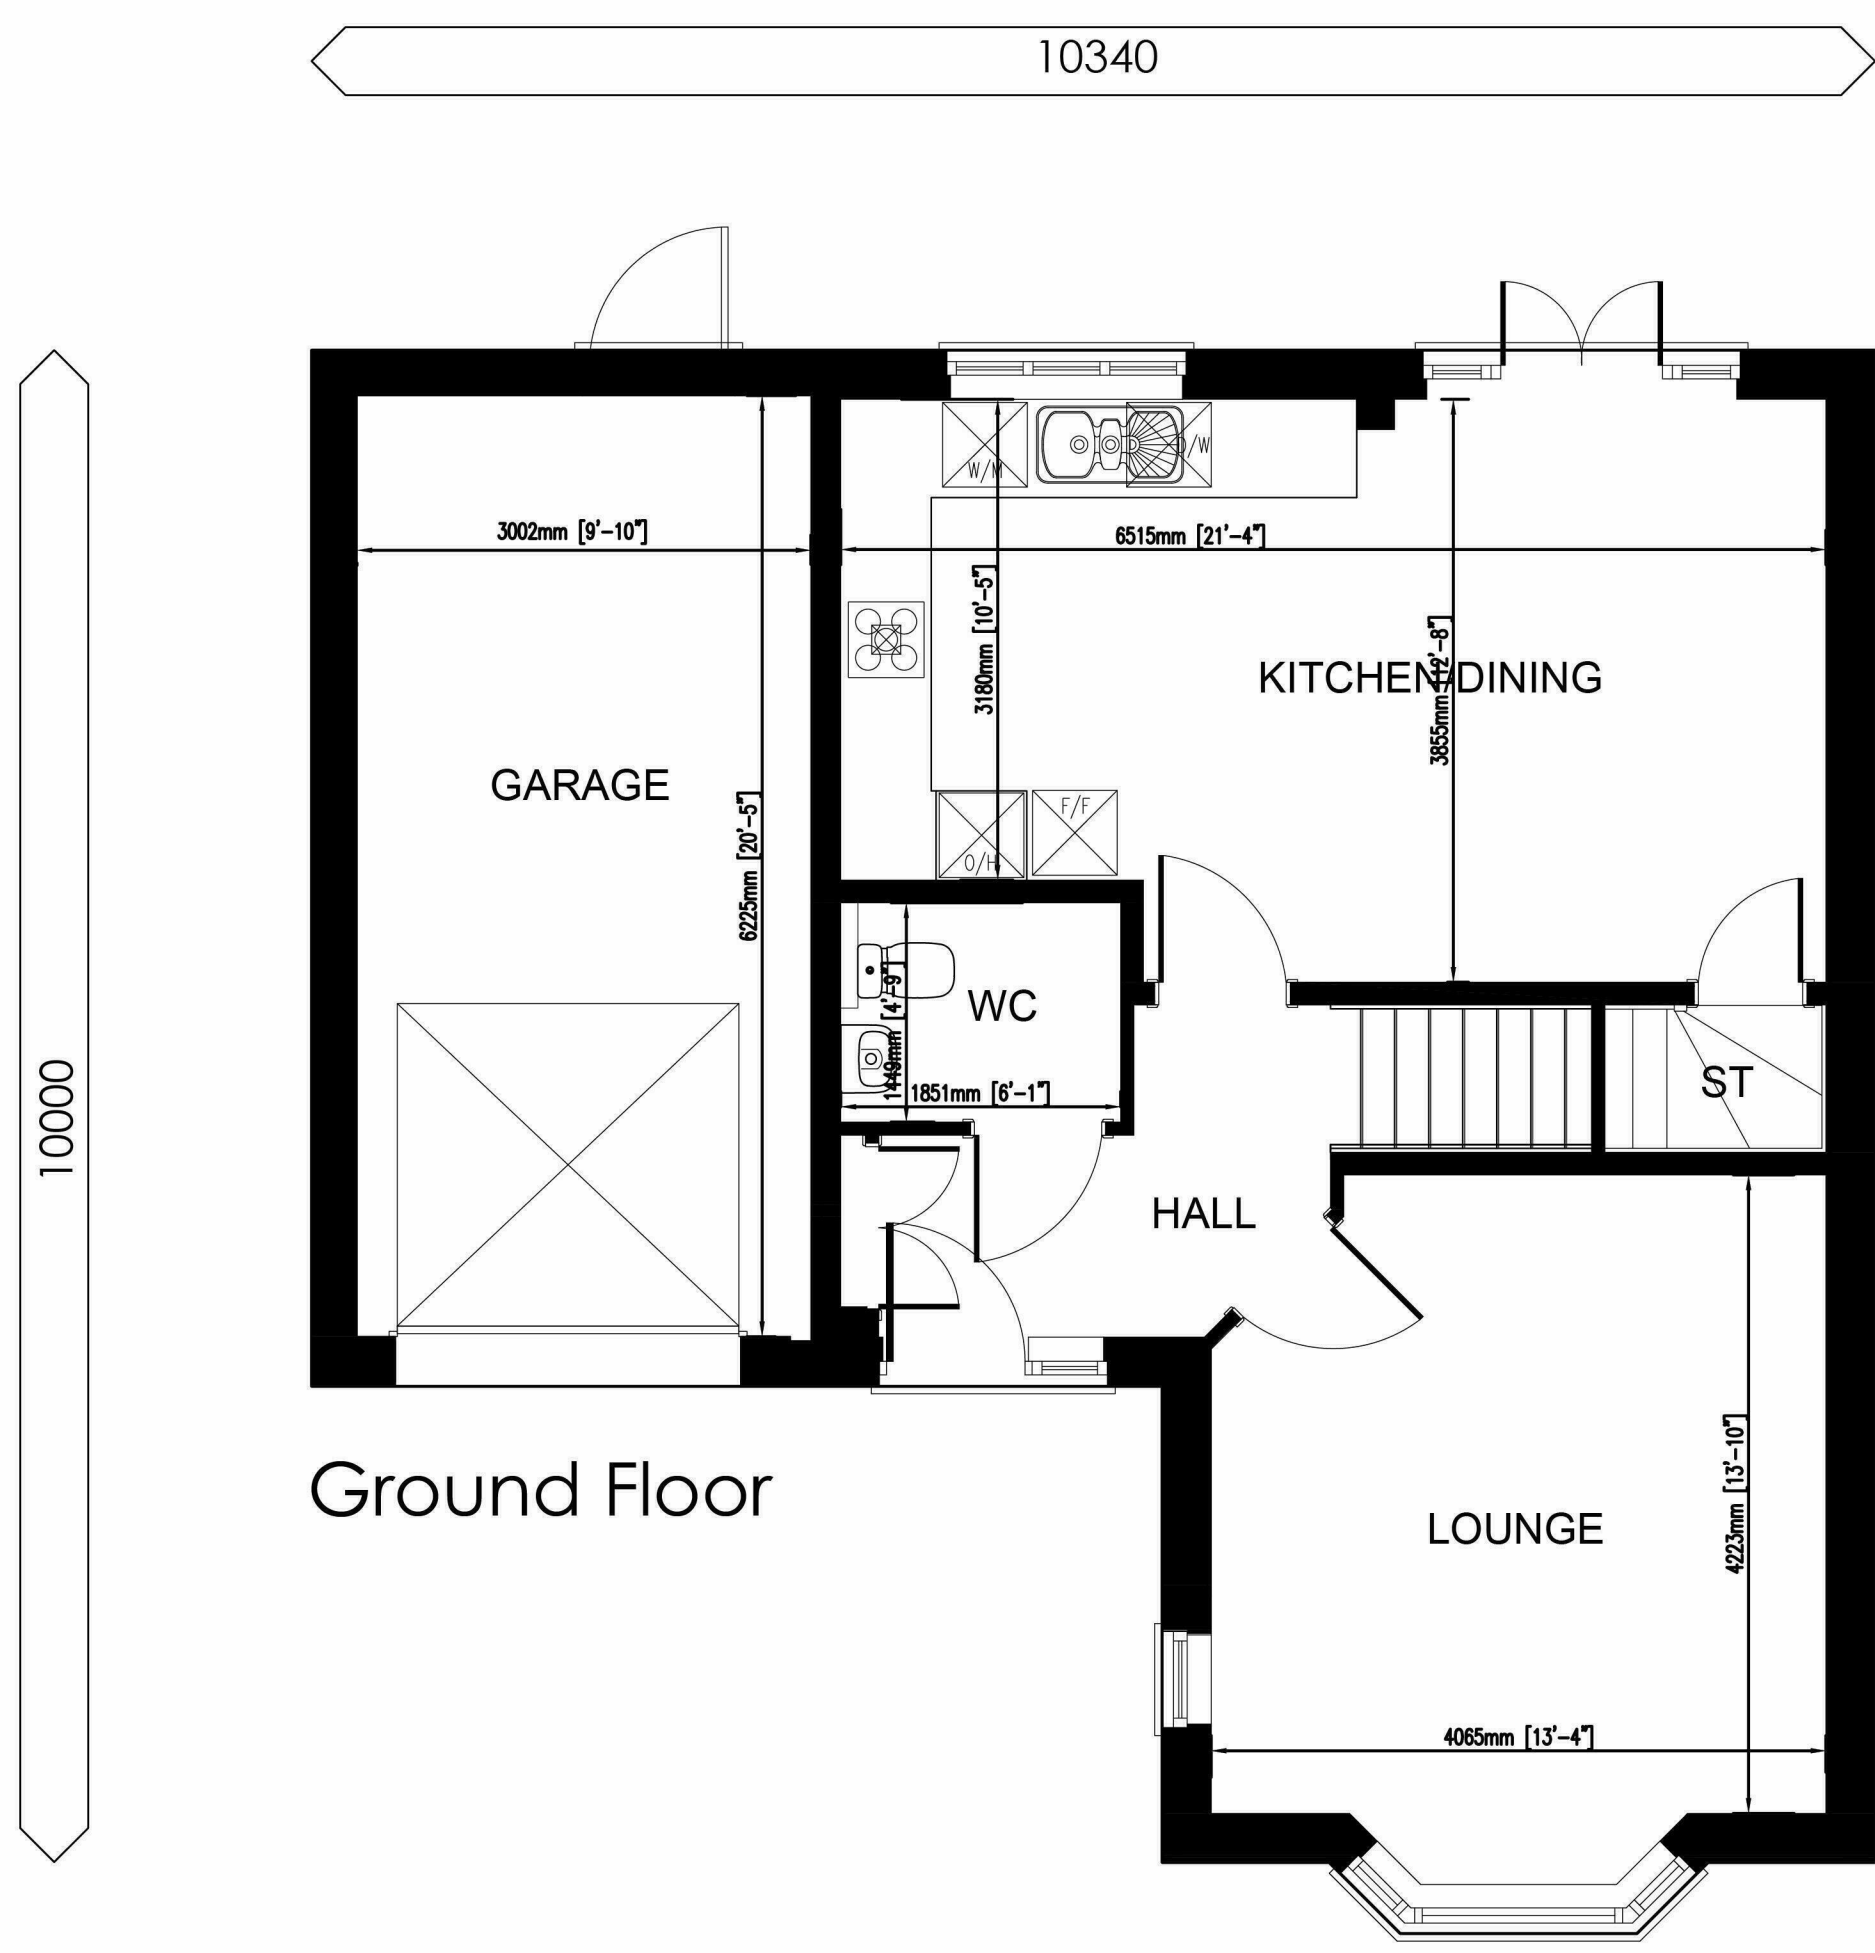 10340
10000
W/M
/W
3002mm [9'-10"]
6515mm [21'-4"]
3180mm [10'-5"]
3855mm [12'-8"]
KITCHEN/DINING
GARAGE
6225mm [20'-5"]
F/F
O/H
WC
1449mm [4'-9"]
1851mm [6'-1"]
ST
HALL
Ground Floor
LOUNGE
4223mm [13'-10"]
4065mm [13'-4"]